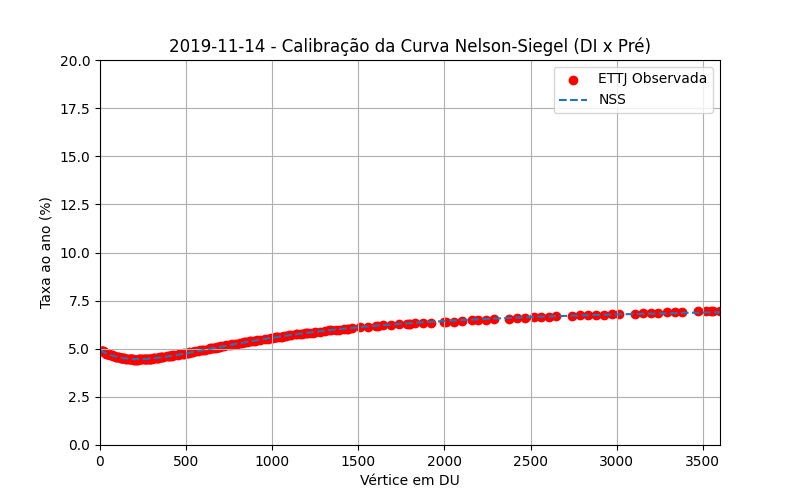 2019-11-14 - Calibração da Curva Nelson-Siegel (DI x Pré)
20.0
17.5
15.0
12.5
10.0
7.5
5.0
2.5
0.0
Taxa ao ano (%)
ETTJ Observada
NSS
0 500 1000 1500 2000 2500 3000 3500
Vértice em DU